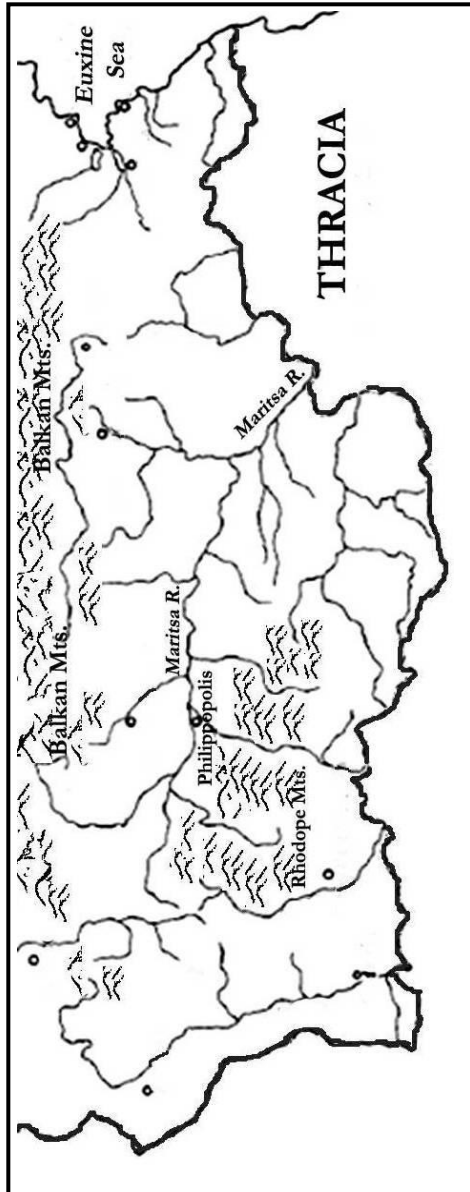 Euxine
Sea
Balkan Mts.
Balkan Mts.
Maritsa R.
Maritsa R.
Philippopolis
Rhodope Mts.
THRACIA